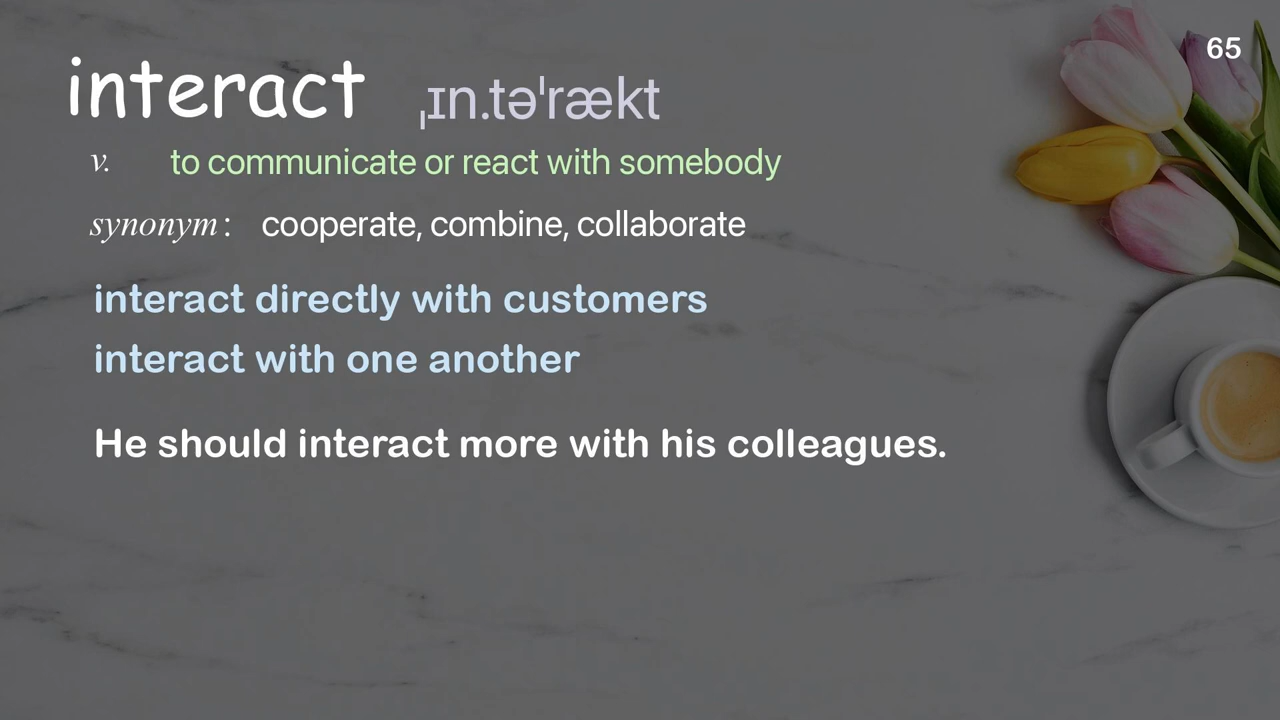 65
interact ˌɪn.təˈrækt
v. to communicate or react with somebody
synonym: cooperate, combine, collaborate
interact directly with customers
interact with one another
He should interact more with his colleagues.